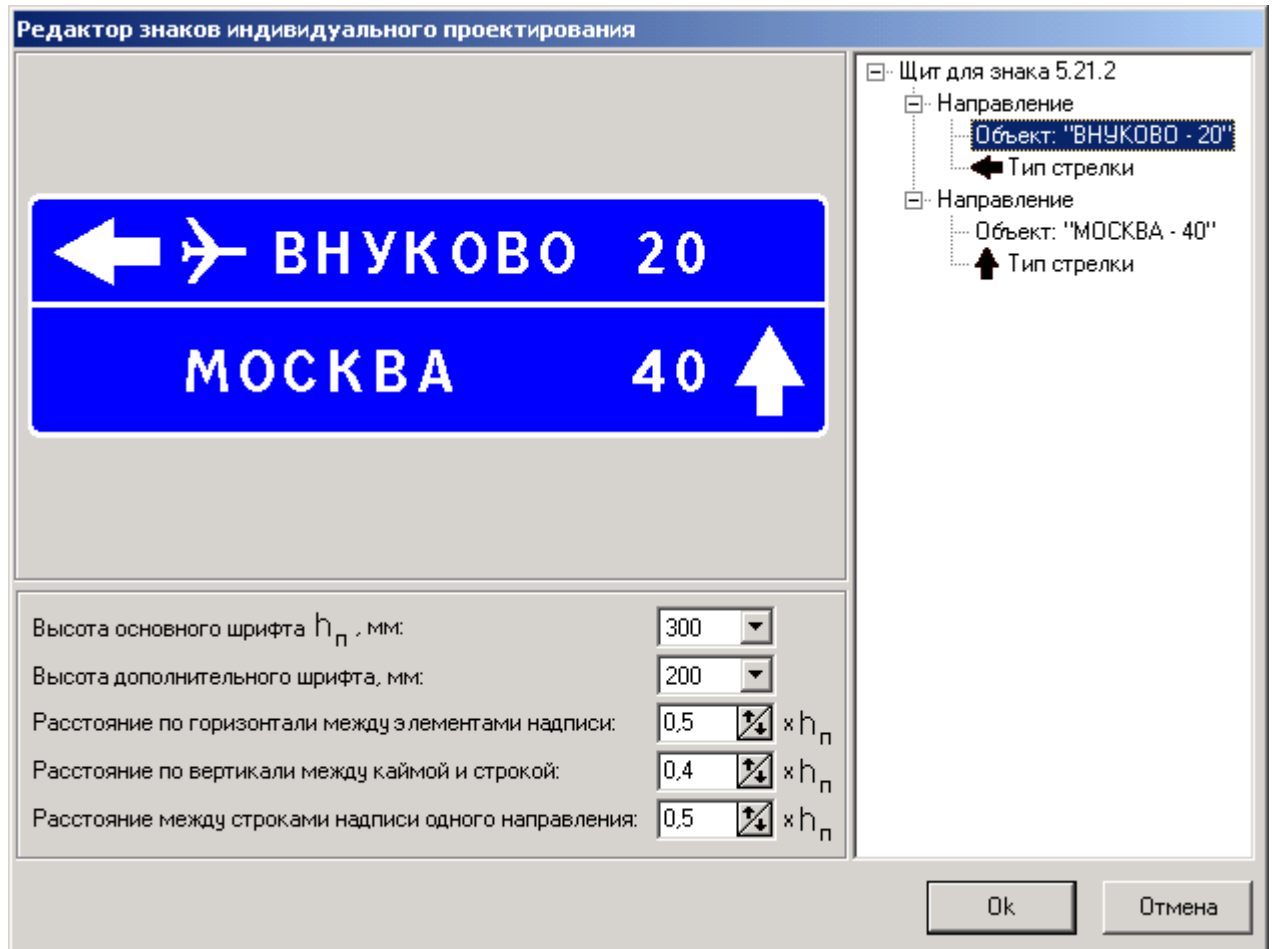 Редактор знаков индивидуального проектирования
ВНУКОВО 20
МОСКВА 40
Щит для знака 5.21.2
Направление
Объект: "ВНУКОВО - 20"
Тип стрелки
Направление
Объект: "МОСКВА - 40"
Тип стрелки
Высота основного шрифта hп , мм: 300
Высота дополнительного шрифта, мм: 200
Расстояние по горизонтали между элементами надписи: 0,5 x hп
Расстояние по вертикали между каймой и строкой: 0,4 x hп
Расстояние между строками надписи одного направления: 0,5 x hп
Ok Отмена